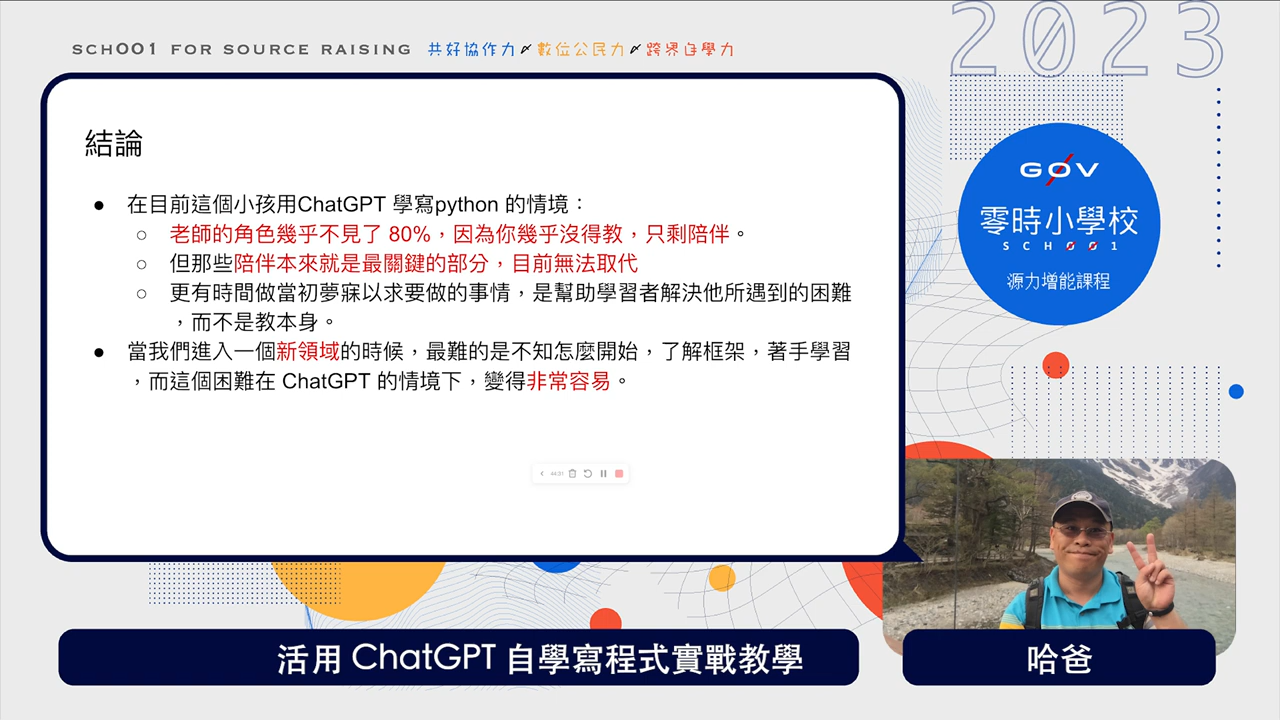 SCH001 FOR SOURCE RAISING 共好協作力 數位公民力 跨界自學力
2023
結論
● 在目前這個小孩用ChatGPT 學寫python 的情境：
○ 老師的角色幾乎不見了 80%，因為你幾乎沒得教，只剩陪伴。
○ 但那些陪伴本來就是最關鍵的部分，目前無法取代
○ 更有時間做當初夢寐以求要做的事情，是幫助學習者解決他所遇到的困難
，而不是教本身。
● 當我們進入一個新領域的時候，最難的是不知怎麼開始，了解框架，著手學習
，而這個困難在 ChatGPT 的情境下，變得非常容易。
G0V
零時小學校
SCH001
源力增能課程
活用 ChatGPT 自學寫程式實戰教學
哈爸